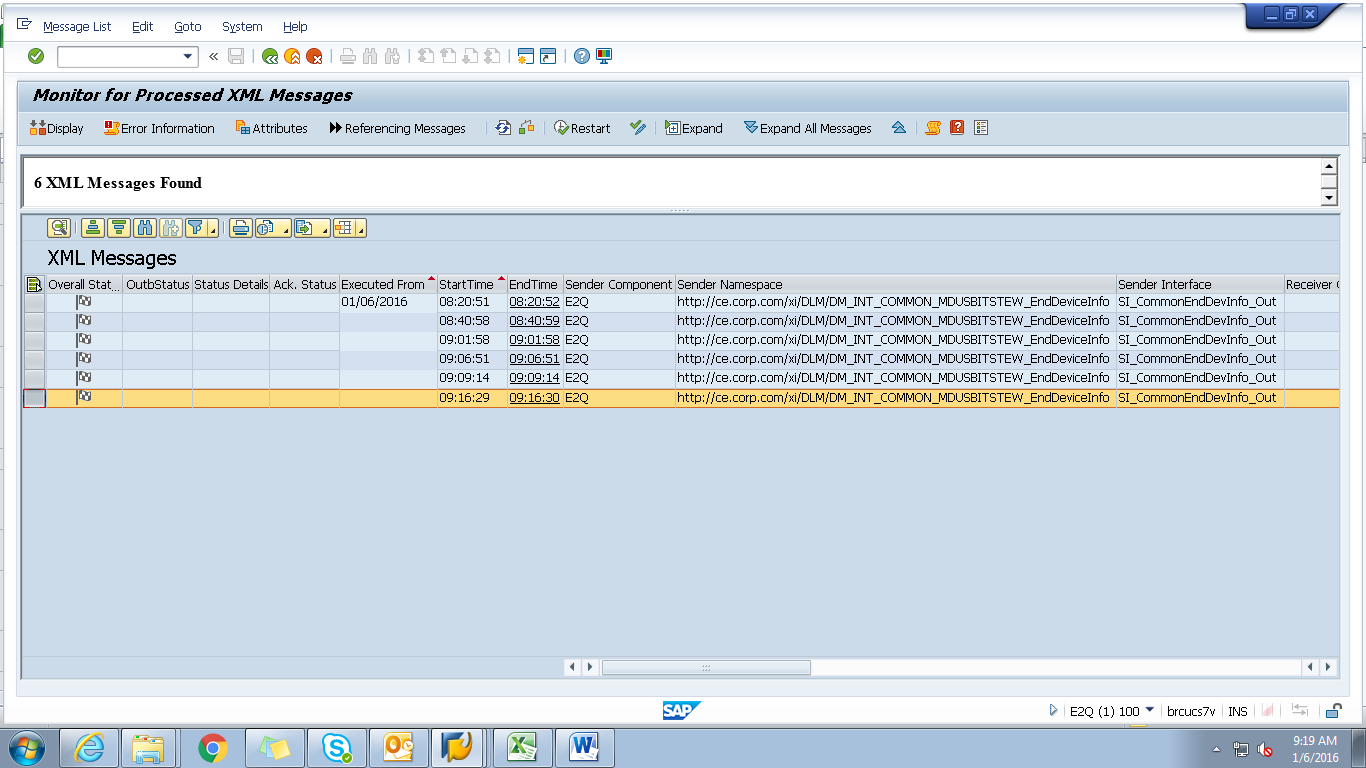 Message List Edit Goto System Help
Monitor for Processed XML Messages
Display Error Information Attributes Referencing Messages Restart Expand Expand All Messages
6 XML Messages Found
XML Messages
Overall Stat... OutbStatus Status Details Ack. Status Executed From StartTime EndTime Sender Component Sender Namespace Sender Interface Receiver
01/06/2016 08:20:51 08:20:52 E2Q http://ce.corp.com/xi/DLM/DM_INT_COMMON_MDUSBITSTEW_EndDeviceInfo SI_CommonEndDevInfo_Out
08:40:58 08:40:59 E2Q http://ce.corp.com/xi/DLM/DM_INT_COMMON_MDUSBITSTEW_EndDeviceInfo SI_CommonEndDevInfo_Out
09:01:58 09:01:58 E2Q http://ce.corp.com/xi/DLM/DM_INT_COMMON_MDUSBITSTEW_EndDeviceInfo SI_CommonEndDevInfo_Out
09:06:51 09:06:51 E2Q http://ce.corp.com/xi/DLM/DM_INT_COMMON_MDUSBITSTEW_EndDeviceInfo SI_CommonEndDevInfo_Out
09:09:14 09:09:14 E2Q http://ce.corp.com/xi/DLM/DM_INT_COMMON_MDUSBITSTEW_EndDeviceInfo SI_CommonEndDevInfo_Out
09:16:29 09:16:30 E2Q http://ce.corp.com/xi/DLM/DM_INT_COMMON_MDUSBITSTEW_EndDeviceInfo SI_CommonEndDevInfo_Out
SAP E2Q (1) 100 brcucs7v INS
9:19 AM
1/6/2016